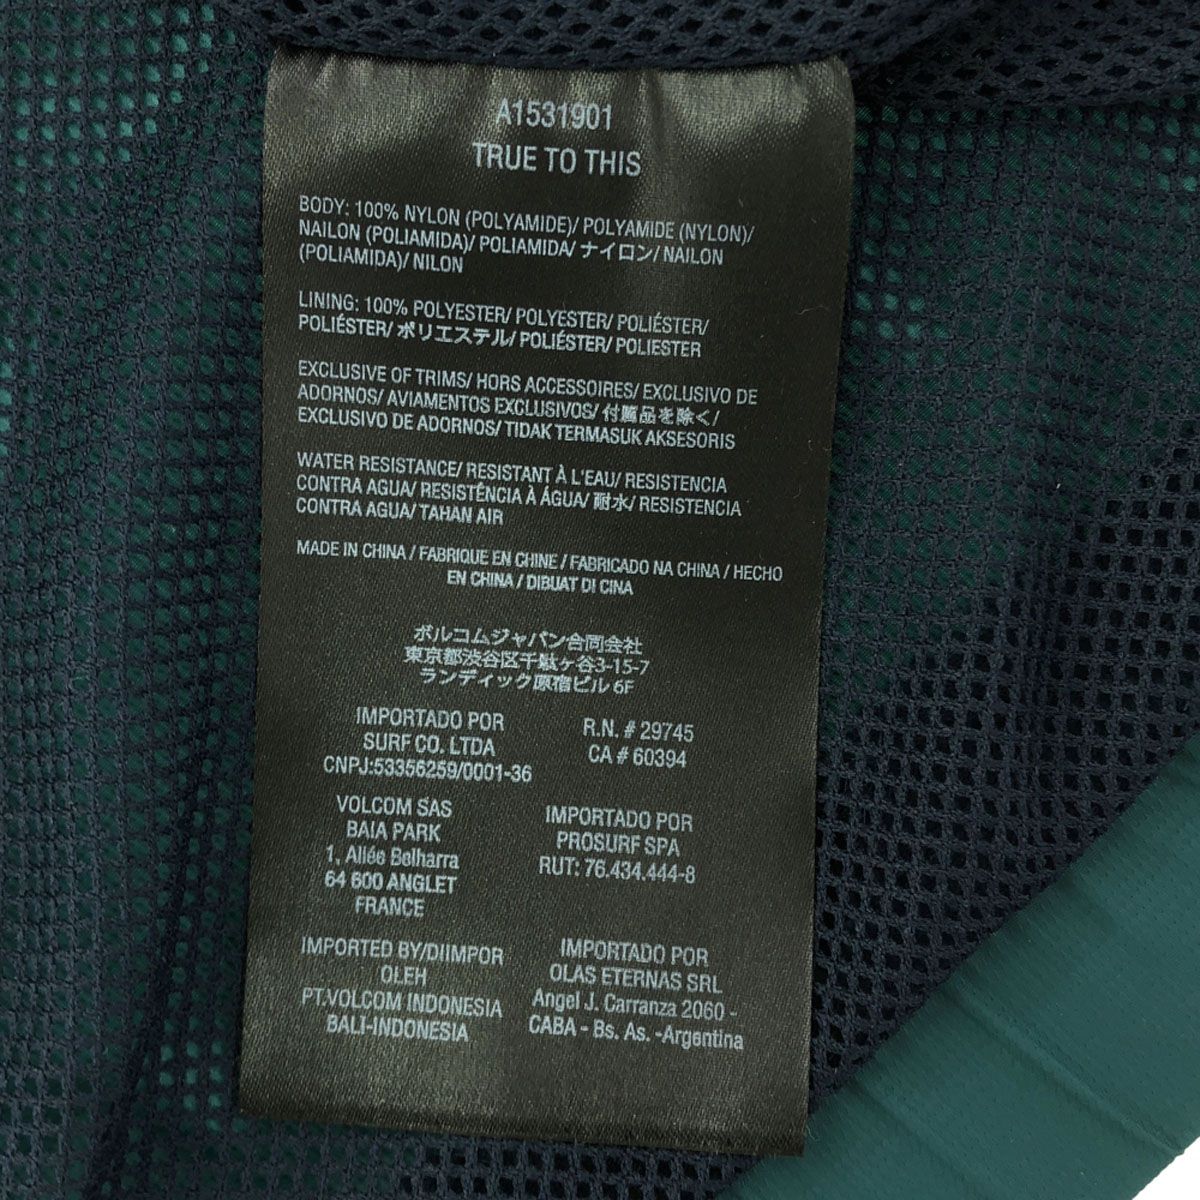 A1531901
TRUE TO THIS
BODY: 100% NYLON (POLYAMIDE)/ POLYAMIDE (NYLON)/
NAILON (POLIAMIDA)/ POLIAMIDA/ ナイロン/ NAILON
(POLIAMIDA)/ NILON
LINING: 100% POLYESTER/ POLYESTER/ POLIÉSTER/
POLIÉSTER/ ポリエステル/ POLIÉSTER/ POLIESTER
EXCLUSIVE OF TRIMS/ HORS ACCESSOIRES/ EXCLUSIVO DE
ADORNOS/ AVIAMENTOS EXCLUSIVOS/ 付属品を除く/
EXCLUSIVO DE ADORNOS/ TIDAK TERMASUK AKSESORIS
WATER RESISTANCE/ RESISTANT À L'EAU/ RESISTENCIA
CONTRA AGUA/ RESISTÊNCIA À ÁGUA/ 耐水/ RESISTENCIA
CONTRA AGUA/ TAHAN AIR
MADE IN CHINA / FABRIQUE EN CHINE / FABRICADO NA CHINA / HECHO
EN CHINA / DIBUAT DI CINA
ボルコムジャパン合同会社
東京都渋谷区千駄ヶ谷3-15-7
ランディック原宿ビル 6F
IMPORTADO POR
SURF CO. LTDA
CNPJ:53356259/0001-36
R.N. # 29745
CA # 60394
VOLCOM SAS
BAIA PARK
1, Allée Belharra
64 600 ANGLET
FRANCE
IMPORTADO POR
PROSURF SPA
RUT: 76.434.444-8
IMPORTED BY/DIIMPOR
OLEH
PT.VOLCOM INDONESIA
BALI-INDONESIA
IMPORTADO POR
OLAS ETERNAS SRL
Angel J. Carranza 2060 -
CABA - Bs. As. -Argentina